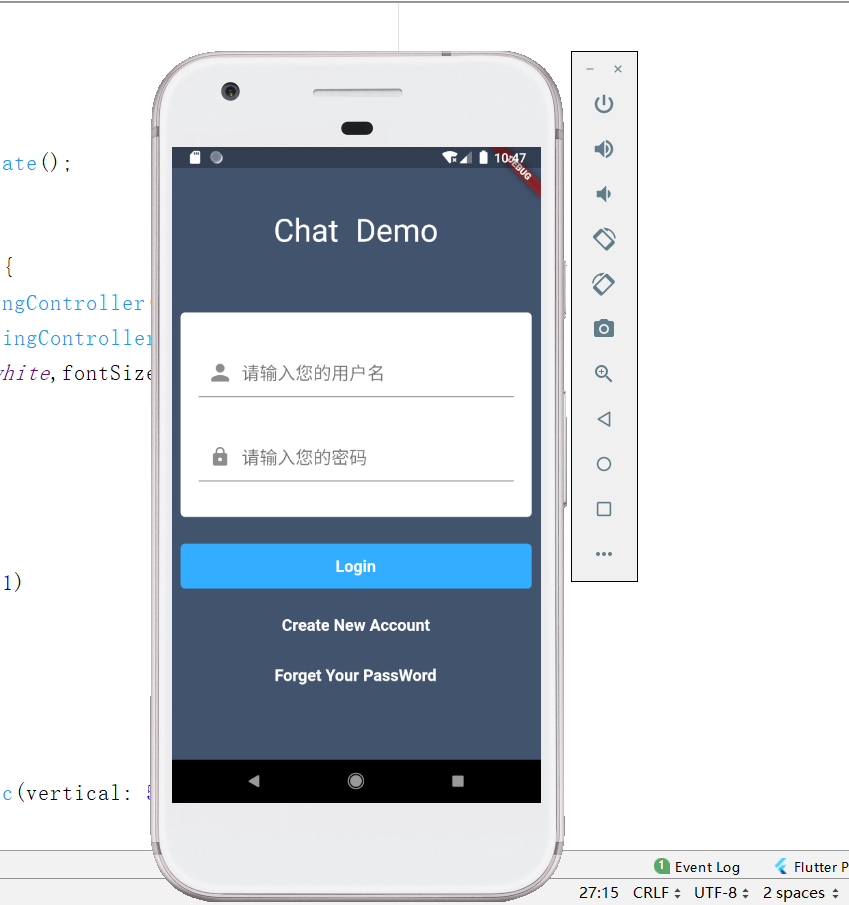 ate();
{
ngController
ingController
white,fontSize
1)
c(vertical: 5
10:47
DEBUG
Chat Demo
请输入您的用户名
请输入您的密码
Login
Create New Account
Forget Your PassWord
1 Event Log
Flutter P
27:15 CRLF UTF-8 2 spaces